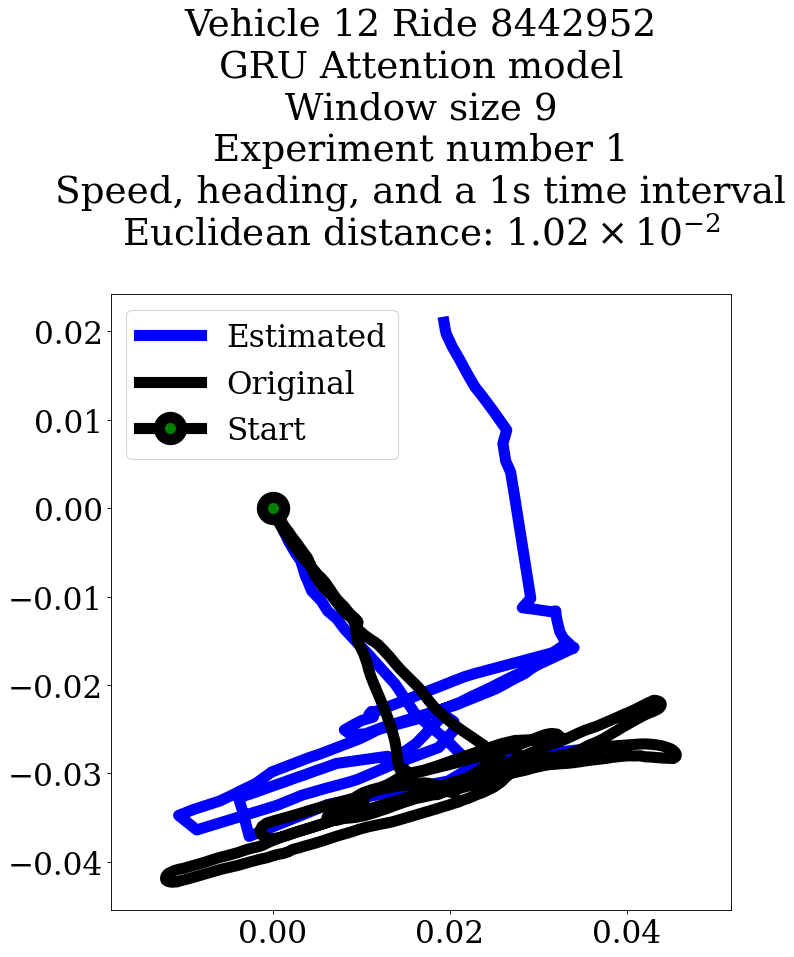 Vehicle 12 Ride 8442952
GRU Attention model
Window size 9
Experiment number 1
Speed, heading, and a 1s time interval
Euclidean distance: 1.02 × 10⁻²
Estimated
Original
Start
0.02
0.01
0.00
−0.01
−0.02
−0.03
−0.04
0.00 0.02 0.04